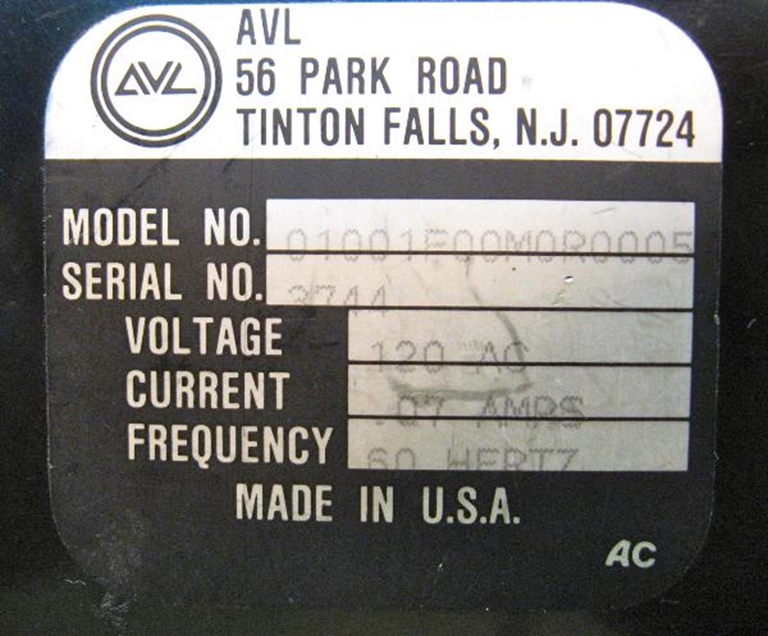 AVL
AVL
56 PARK ROAD
TINTON FALLS, N.J. 07724
MODEL NO. 01001F00M0R0005
SERIAL NO. 3744
VOLTAGE 120 AC
CURRENT .07 AMPS
FREQUENCY 60 HERTZ
MADE IN U.S.A.
AC